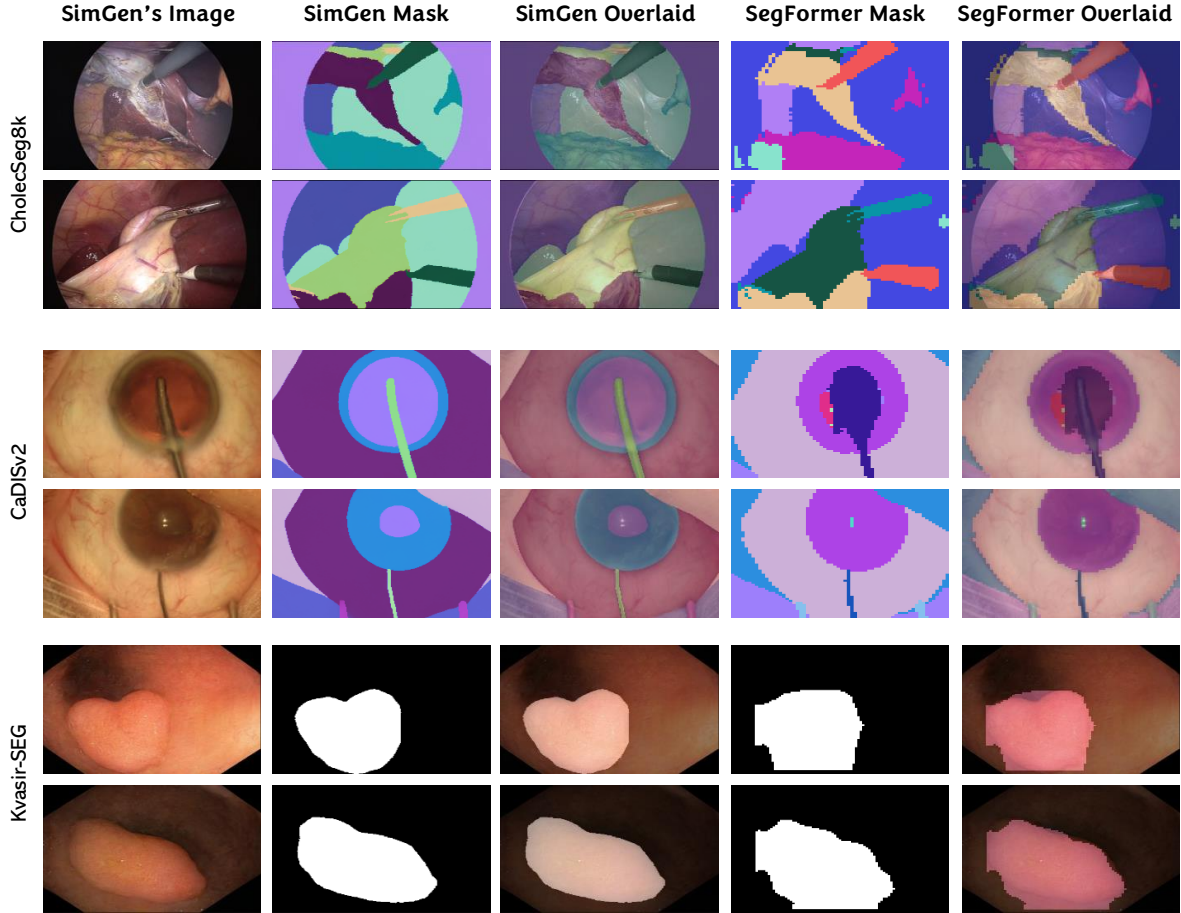 SimGen's Image
SimGen Mask
SimGen Overlaid
SegFormer Mask
SegFormer Overlaid
CholecSeg8k
CaDISv2
Kvasir-SEG